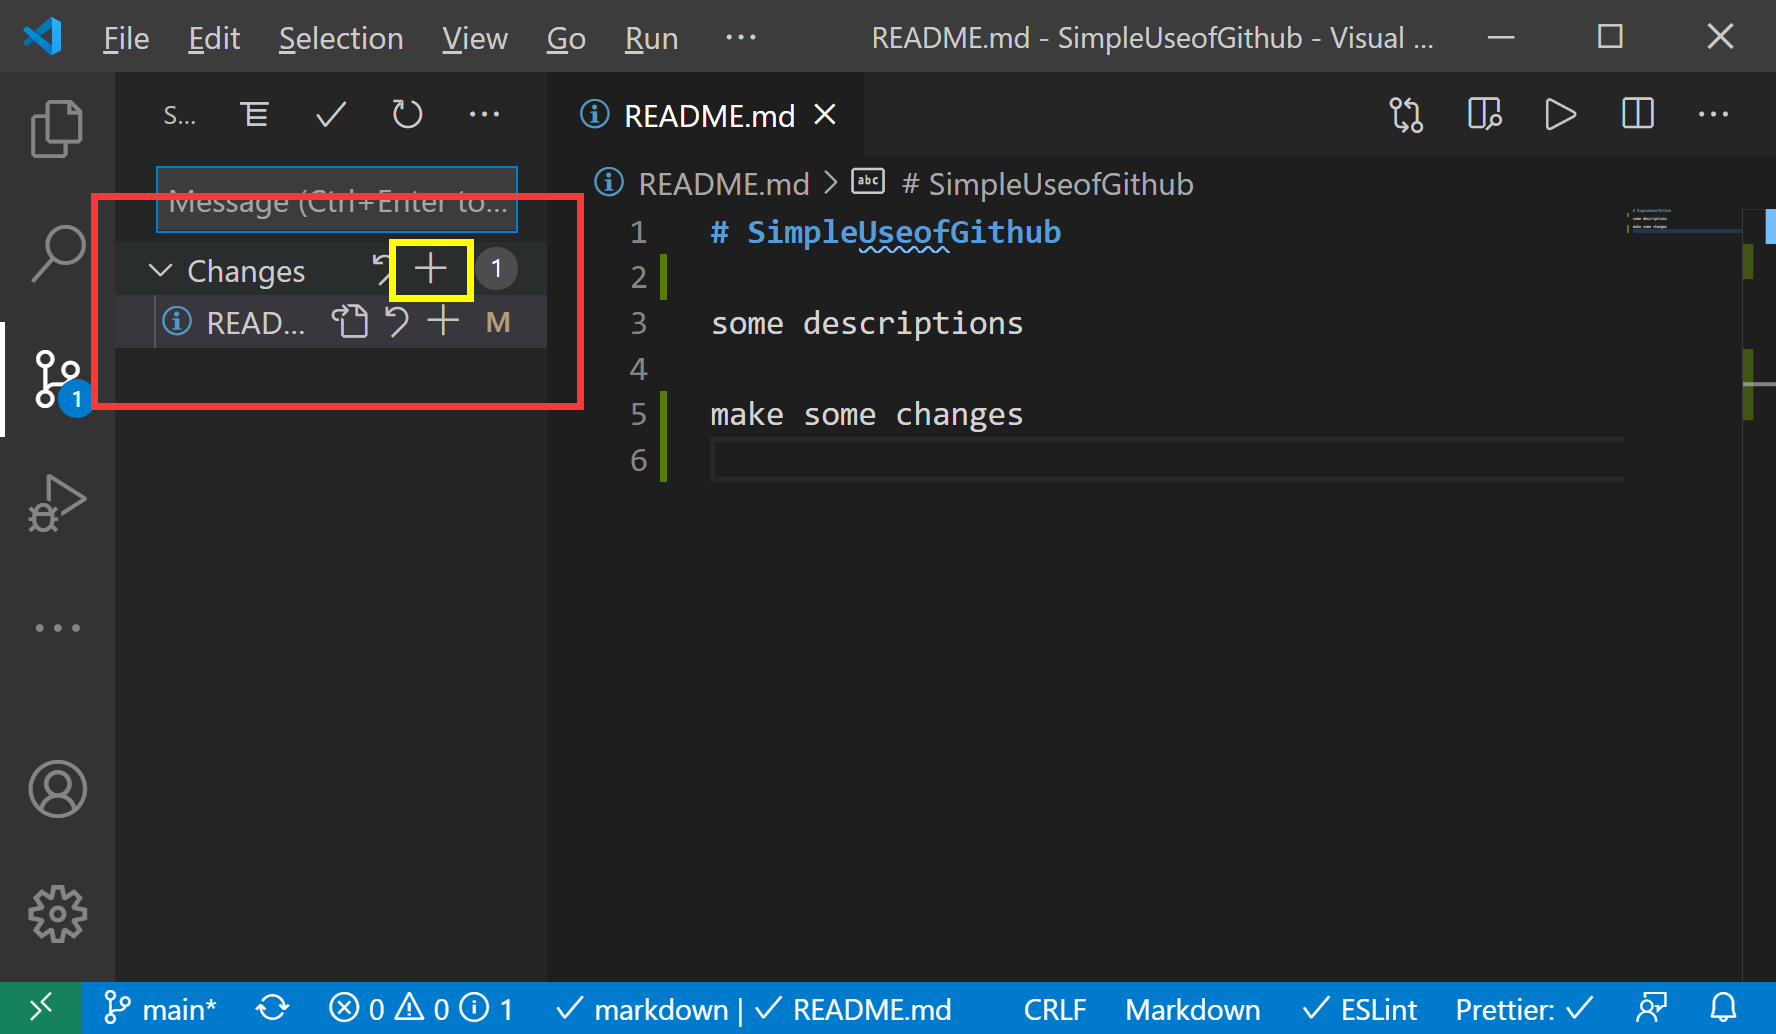 File Edit Selection View Go Run ··· README.md - SimpleUseofGithub - Visual ...
S... ··· README.md ···
Message (Ctrl+Enter to...
README.md > abc # SimpleUseofGithub
Changes 1
READ... M
1
1 # SimpleUseofGithub
2
3 some descriptions
4
5 make some changes
6
main* 0 0 1 markdown | README.md CRLF Markdown ESLint Prettier: